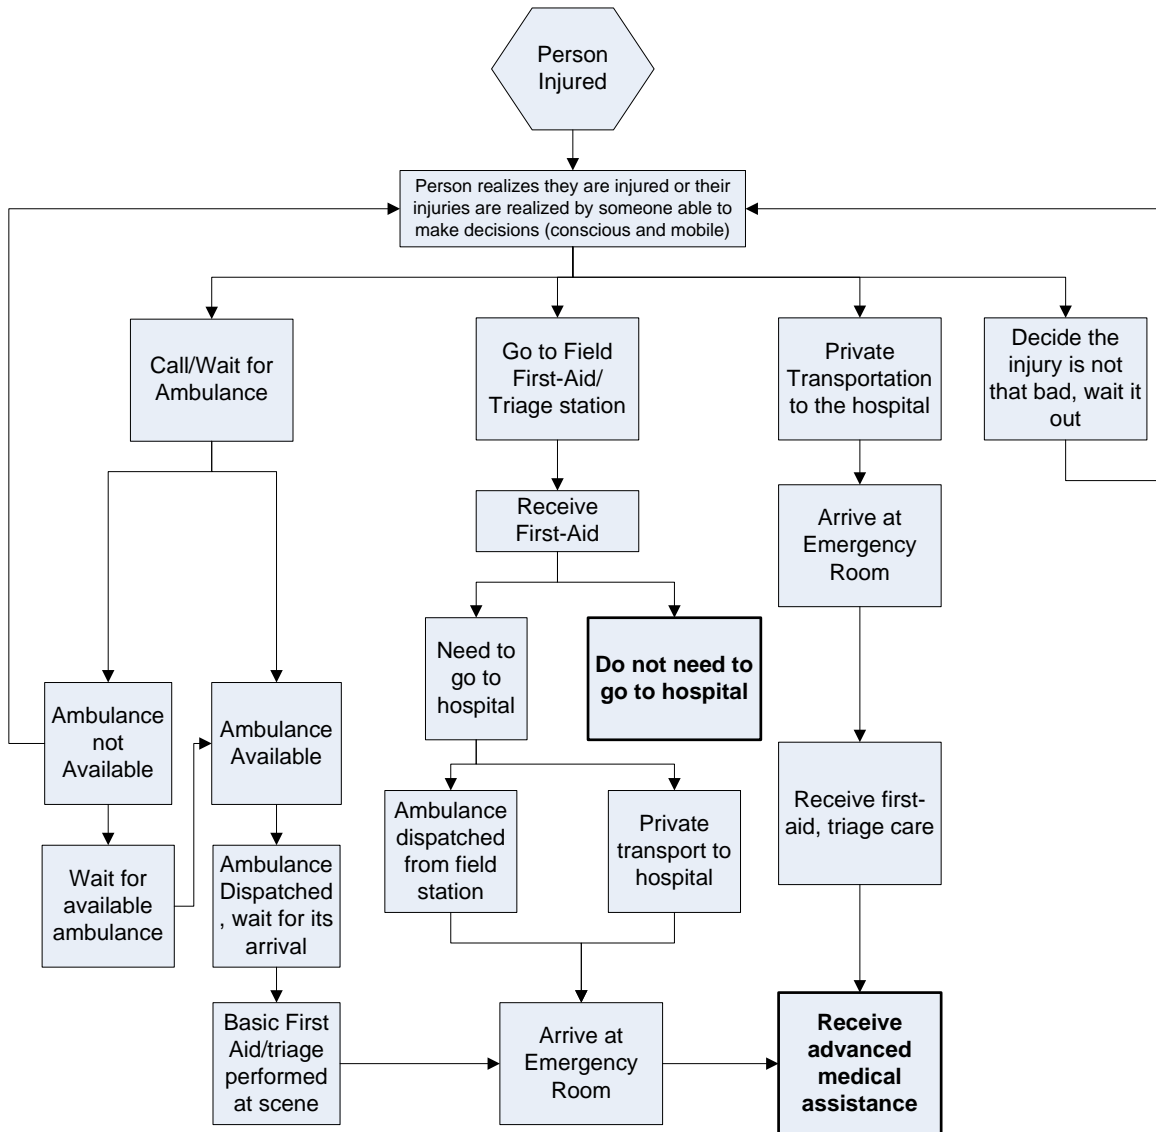 Person
Injured
Person realizes they are injured or their
injuries are realized by someone able to
make decisions (conscious and mobile)
Call/Wait for
Ambulance
Go to Field
First-Aid/
Triage station
Private
Transportation
to the hospital
Decide the
injury is not
that bad, wait it
out
Receive
First-Aid
Arrive at
Emergency
Room
Need to
go to
hospital
Do not need to
go to hospital
Ambulance
not
Available
Ambulance
Available
Ambulance
dispatched
from field
station
Private
transport to
hospital
Receive first-
aid, triage care
Wait for
available
ambulance
Ambulance
Dispatched
, wait for its
arrival
Basic First
Aid/triage
performed
at scene
Arrive at
Emergency
Room
Receive
advanced
medical
assistance